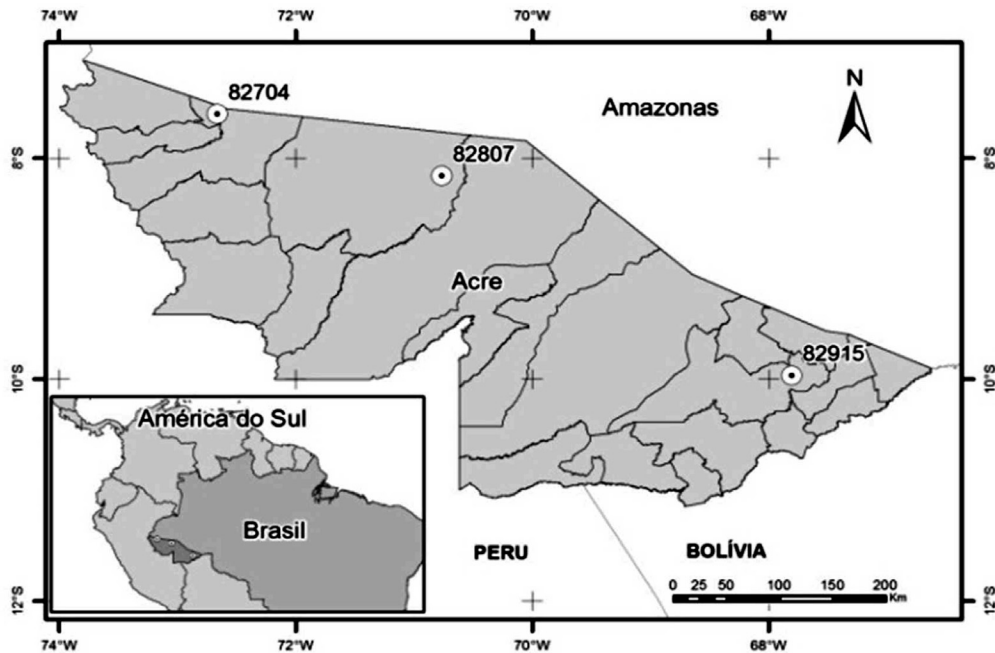 74°W 72°W 70°W 68°W
82704
Amazonas
N
82807
8°S
8°S
Acre
82915
10°S
10°S
América do Sul
Brasil
PERU
BOLÍVIA
0 25 50 100 150 200
Km
12°S
12°S
74°W 72°W 70°W 68°W